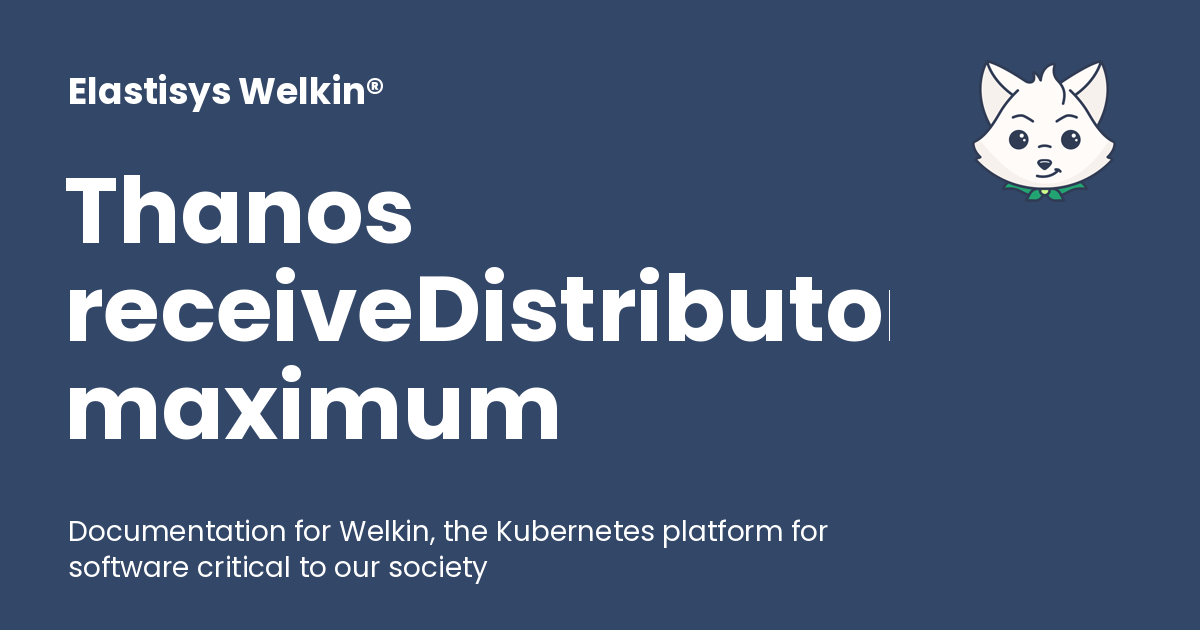 Elastisys Welkin®
Thanos
receiveDistributo
maximum
Documentation for Welkin, the Kubernetes platform for
software critical to our society